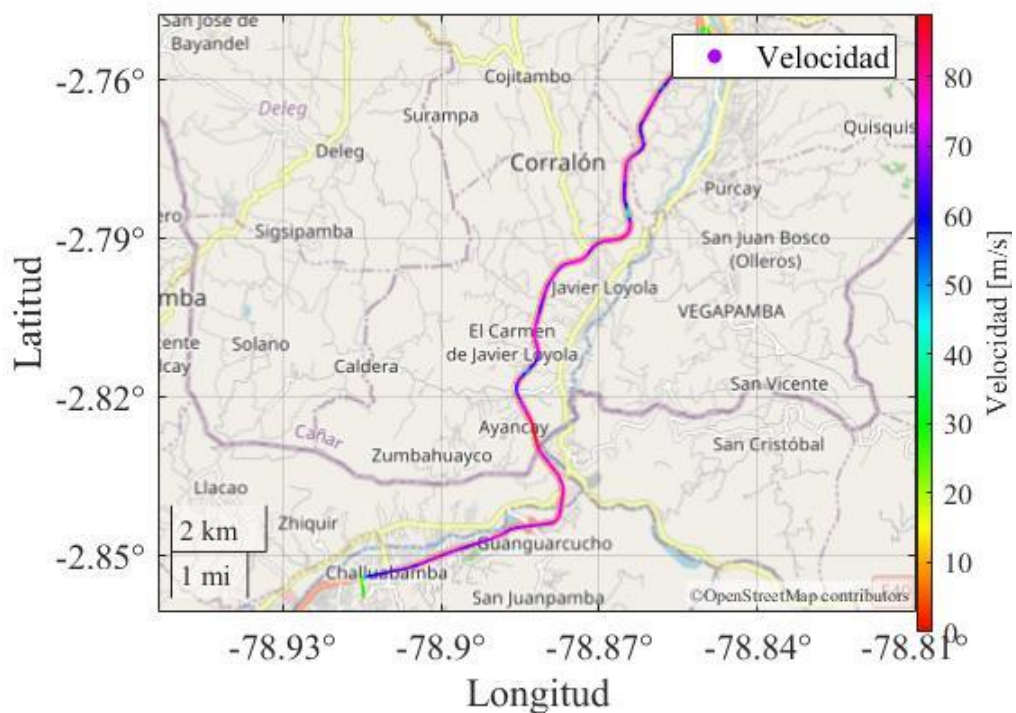 San José de
Bayandel
Cojitambo
Surampa
Deleg
Deleg
Corralón
Quisquis
Purcay
Sigsipamba
San Juan Bosco
(Olleros)
Javier Loyola
VEGAPAMBA
El Carmen
de Javier Loyola
Solano
Caldera
San Vicente
Ayancay
San Cristóbal
Cañar
Zumbahuayco
Llacao
Zhiquir
Guanguarcucho
Challuabamba
San Juanpamba
2 km
1 mi
©OpenStreetMap contributors
Velocidad
-2.76°
-2.79°
-2.82°
-2.85°
Latitud
-78.93°
-78.9°
-78.87°
-78.84°
-78.81°
Longitud
80
70
60
50
40
30
20
10
0
Velocidad [m/s]